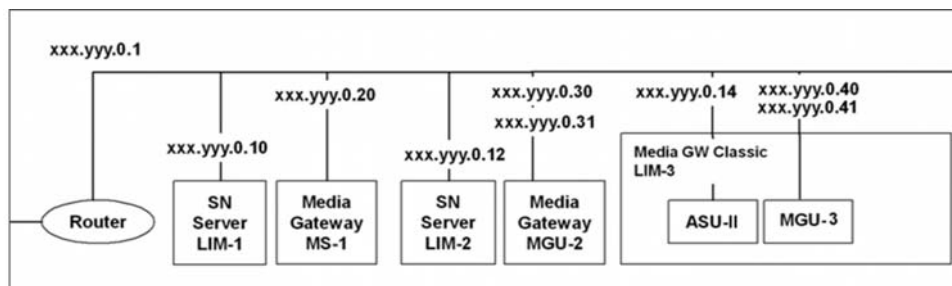 xxx.yyy.0.1
xxx.yyy.0.10
xxx.yyy.0.20
xxx.yyy.0.12
xxx.yyy.0.30
xxx.yyy.0.31
xxx.yyy.0.14
xxx.yyy.0.40
xxx.yyy.0.41
Router
SN
Server
LIM-1
Media
Gateway
MS-1
SN
Server
LIM-2
Media
Gateway
MGU-2
Media GW Classic
LIM-3
ASU-II
MGU-3